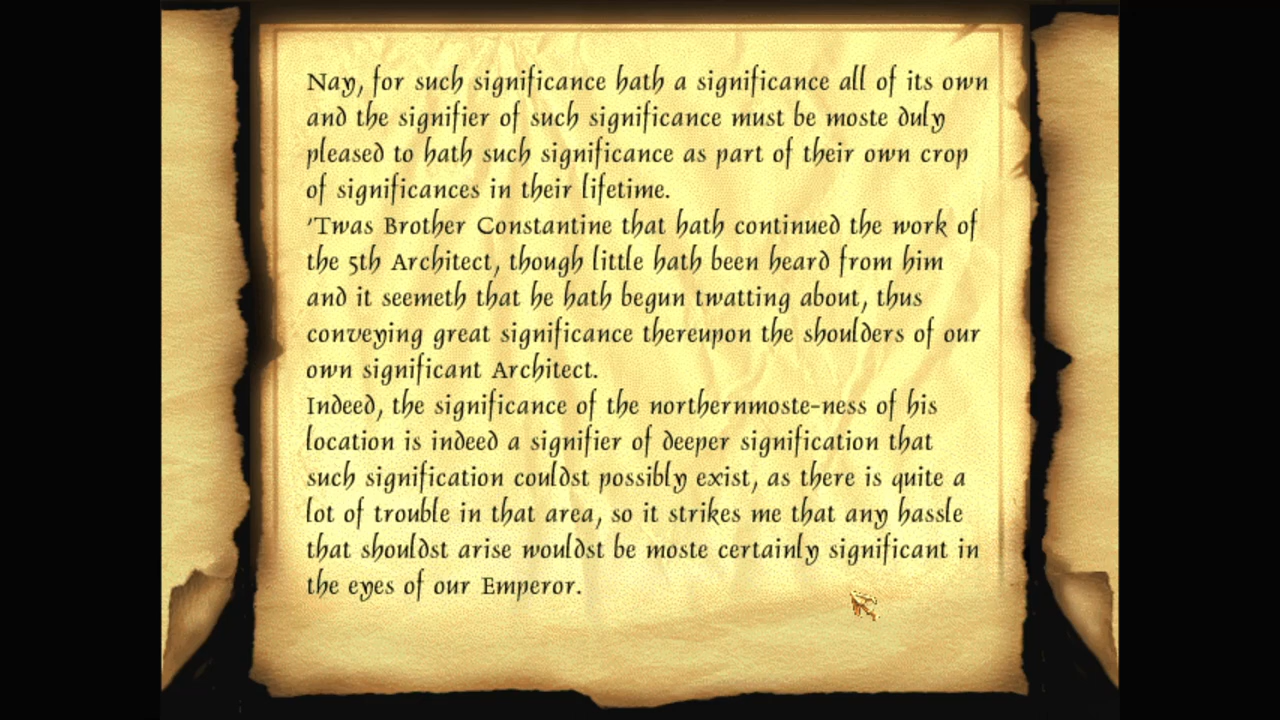 Nay, for such significance hath a significance all of its own
and the signifier of such significance must be moste duly
pleased to hath such significance as part of their own crop
of significances in their lifetime.
'Twas Brother Constantine that hath continued the work of
the 5th Architect, though little hath been heard from him
and it seemeth that he hath begun twatting about, thus
conveying great significance thereupon the shoulders of our
own significant Architect.
Indeed, the significance of the northernmoste-ness of his
location is indeed a signifier of deeper signification that
such signification couldst possibly exist, as there is quite a
lot of trouble in that area, so it strikes me that any hassle
that shouldst arise wouldst be moste certainly significant in
the eyes of our Emperor.